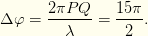 Δφ = 2πPQ/λ = 15π/2.